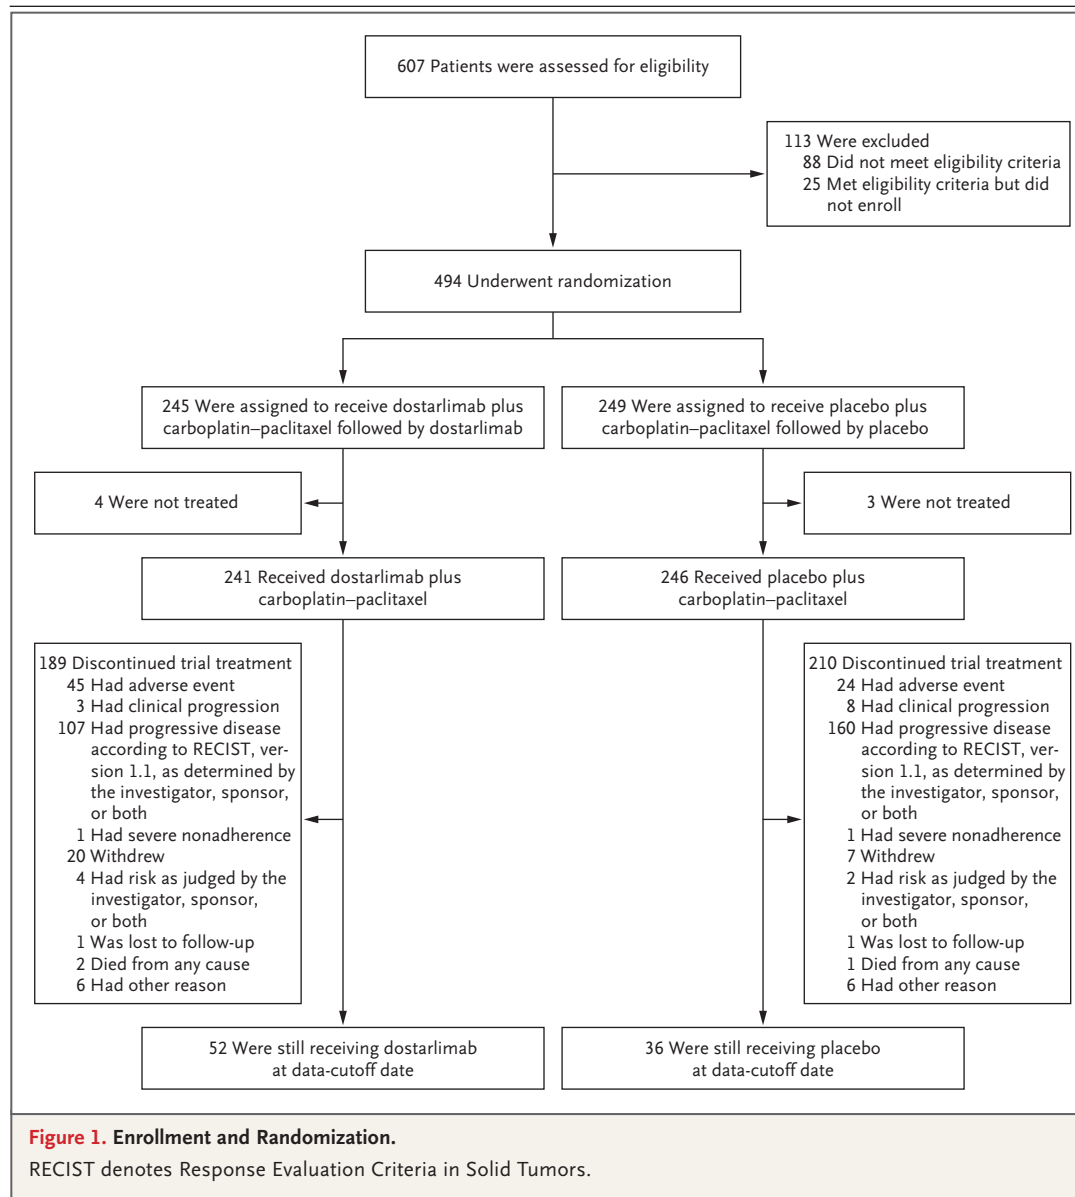 607 Patients were assessed for eligibility
113 Were excluded
88 Did not meet eligibility criteria
25 Met eligibility criteria but did
not enroll
494 Underwent randomization
245 Were assigned to receive dostarlimab plus
carboplatin–paclitaxel followed by dostarlimab
249 Were assigned to receive placebo plus
carboplatin–paclitaxel followed by placebo
4 Were not treated
3 Were not treated
241 Received dostarlimab plus
carboplatin–paclitaxel
246 Received placebo plus
carboplatin–paclitaxel
189 Discontinued trial treatment
45 Had adverse event
3 Had clinical progression
107 Had progressive disease
according to RECIST, ver-
sion 1.1, as determined by
the investigator, sponsor,
or both
1 Had severe nonadherence
20 Withdrew
4 Had risk as judged by the
investigator, sponsor,
or both
1 Was lost to follow-up
2 Died from any cause
6 Had other reason
210 Discontinued trial treatment
24 Had adverse event
8 Had clinical progression
160 Had progressive disease
according to RECIST, ver-
sion 1.1, as determined by
the investigator, sponsor,
or both
1 Had severe nonadherence
7 Withdrew
2 Had risk as judged by the
investigator, sponsor,
or both
1 Was lost to follow-up
1 Died from any cause
6 Had other reason
52 Were still receiving dostarlimab
at data-cutoff date
36 Were still receiving placebo
at data-cutoff date
Figure 1. Enrollment and Randomization.
RECIST denotes Response Evaluation Criteria in Solid Tumors.